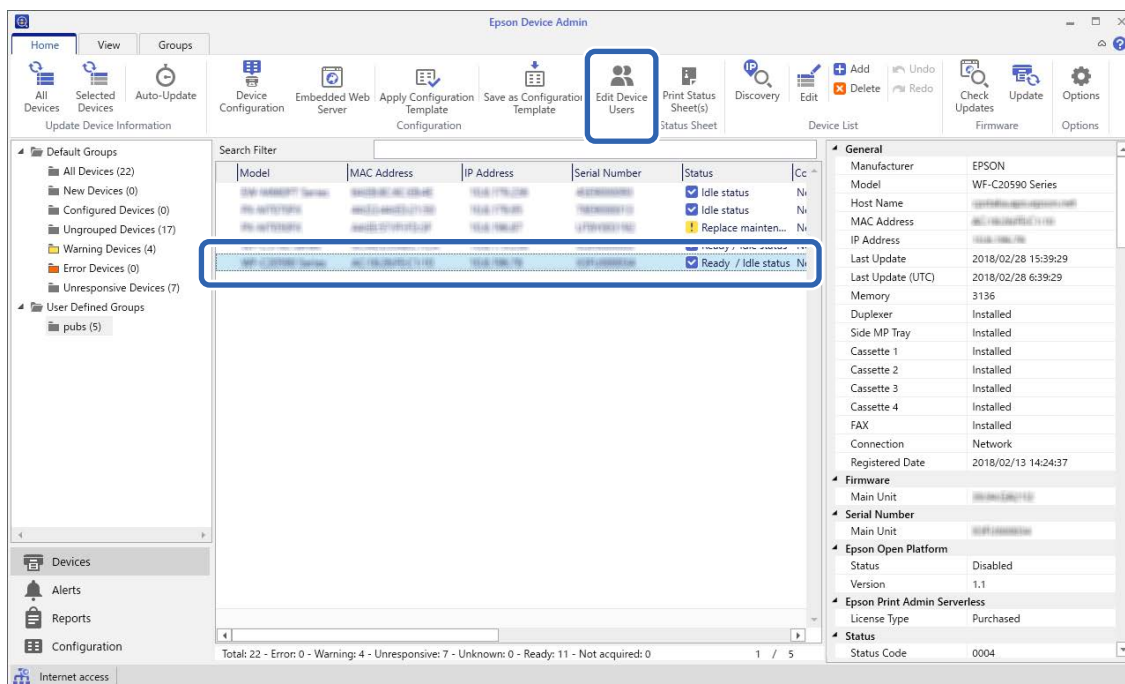 Epson Device Admin
Home View Groups
All Devices
Selected Devices
Auto-Update
Update Device Information
Device Configuration
Embedded Web Server
Apply Configuration Template
Save as Configuration Template
Configuration
Edit Device Users
Print Status Sheet(s)
Status Sheet
Discovery
Edit
Add
Delete
Undo
Redo
Device List
Check Updates
Update
Firmware
Options
Options
Default Groups
All Devices (22)
New Devices (0)
Configured Devices (0)
Ungrouped Devices (17)
Warning Devices (4)
Error Devices (0)
Unresponsive Devices (7)
User Defined Groups
pubs (5)
Devices
Alerts
Reports
Configuration
Search Filter
Model MAC Address IP Address Serial Number Status Co
Idle status
Idle status
Replace mainten...
Ready / Idle status
Ready / Idle status
Total: 22 - Error: 0 - Warning: 4 - Unresponsive: 7 - Unknown: 0 - Ready: 11 - Not acquired: 0 1 / 5
General
Manufacturer EPSON
Model WF-C20590 Series
Host Name
MAC Address
IP Address
Last Update 2018/02/28 15:39:29
Last Update (UTC) 2018/02/28 6:39:29
Memory 3136
Duplexer Installed
Side MP Tray Installed
Cassette 1 Installed
Cassette 2 Installed
Cassette 3 Installed
Cassette 4 Installed
FAX Installed
Connection Network
Registered Date 2018/02/13 14:24:37
Firmware
Main Unit
Serial Number
Main Unit
Epson Open Platform
Status Disabled
Version 1.1
Epson Print Admin Serverless
License Type Purchased
Status
Status Code 0004
Internet access